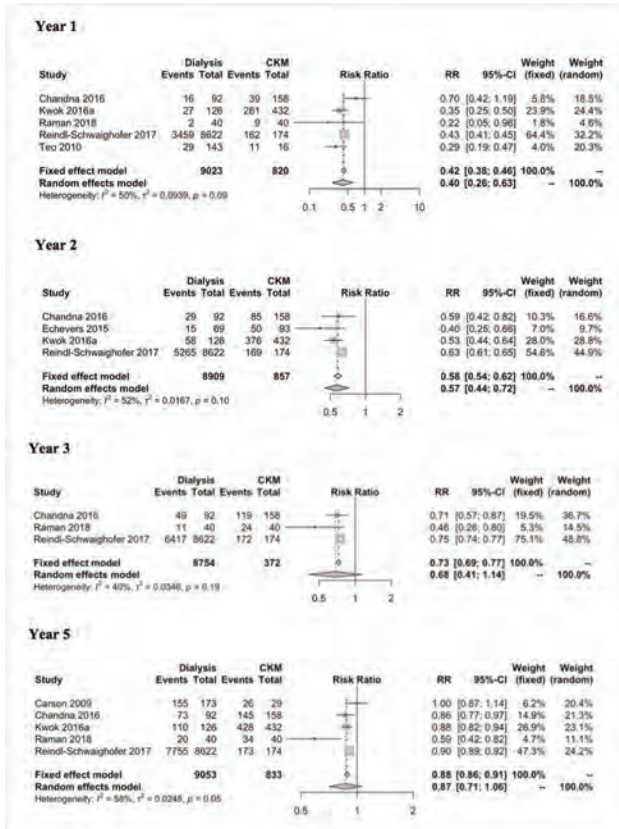 Year 1
Dialysis CKM Weight Weight
Study Events Total Events Total Risk Ratio RR 95%-CI (fixed) (random)
Chandna 2016 16 92 39 158 0.70 [0.42; 1.19] 5.8% 18.5%
Kwok 2016a 27 126 261 432 0.35 [0.25; 0.50] 23.9% 24.4%
Raman 2018 2 40 9 40 0.22 [0.05; 0.96] 1.8% 4.6%
Reindl-Schwaighofer 2017 3459 8622 162 174 0.43 [0.41; 0.45] 64.4% 32.2%
Teo 2010 29 143 11 16 0.29 [0.19; 0.47] 4.0% 20.3%
Fixed effect model 9023 820 0.42 [0.38; 0.46] 100.0% --
Random effects model 0.40 [0.26; 0.63] -- 100.0%
Heterogeneity: I² = 50%, τ² = 0.0939, p = 0.09
0.1 0.5 1 2 10
Year 2
Dialysis CKM Weight Weight
Study Events Total Events Total Risk Ratio RR 95%-CI (fixed) (random)
Chandna 2016 29 92 85 158 0.59 [0.42; 0.82] 10.3% 16.6%
Echevers 2015 15 69 50 93 0.40 [0.25; 0.66] 7.0% 9.7%
Kwok 2016a 58 126 376 432 0.53 [0.44; 0.64] 28.0% 28.8%
Reindl-Schwaighofer 2017 5265 8622 169 174 0.63 [0.61; 0.65] 54.6% 44.9%
Fixed effect model 8909 857 0.58 [0.54; 0.62] 100.0% --
Random effects model 0.57 [0.44; 0.72] -- 100.0%
Heterogeneity: I² = 52%, τ² = 0.0167, p = 0.10
0.5 1 2
Year 3
Dialysis CKM Weight Weight
Study Events Total Events Total Risk Ratio RR 95%-CI (fixed) (random)
Chandna 2016 49 92 119 158 0.71 [0.57; 0.87] 19.5% 36.7%
Raman 2018 11 40 24 40 0.46 [0.26; 0.80] 5.3% 14.5%
Reindl-Schwaighofer 2017 6417 8622 172 174 0.75 [0.74; 0.77] 75.1% 48.8%
Fixed effect model 8754 372 0.73 [0.69; 0.77] 100.0% --
Random effects model 0.68 [0.41; 1.14] -- 100.0%
Heterogeneity: I² = 40%, τ² = 0.0346, p = 0.19
0.5 1 2
Year 5
Dialysis CKM Weight Weight
Study Events Total Events Total Risk Ratio RR 95%-CI (fixed) (random)
Carson 2009 155 173 26 29 1.00 [0.87; 1.14] 6.2% 20.4%
Chandna 2016 73 92 145 158 0.86 [0.77; 0.97] 14.9% 21.3%
Kwok 2016a 110 126 428 432 0.88 [0.82; 0.94] 26.9% 23.1%
Raman 2018 20 40 34 40 0.59 [0.42; 0.82] 4.7% 11.1%
Reindl-Schwaighofer 2017 7755 8622 173 174 0.90 [0.89; 0.92] 47.3% 24.2%
Fixed effect model 9053 833 0.88 [0.86; 0.91] 100.0% --
Random effects model 0.87 [0.71; 1.06] -- 100.0%
Heterogeneity: I² = 58%, τ² = 0.0248, p = 0.05
0.5 1 2